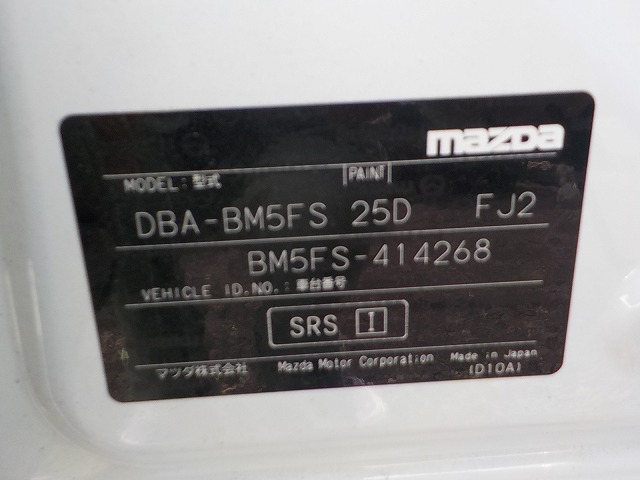 mazda
MODEL: 型式 PAINT
DBA-BM5FS 25D FJ2
BM5FS-414268
VEHICLE ID.NO.: 車台番号
SRS I
マツダ株式会社 Mazda Motor Corporation Made in Japan
(D10A)